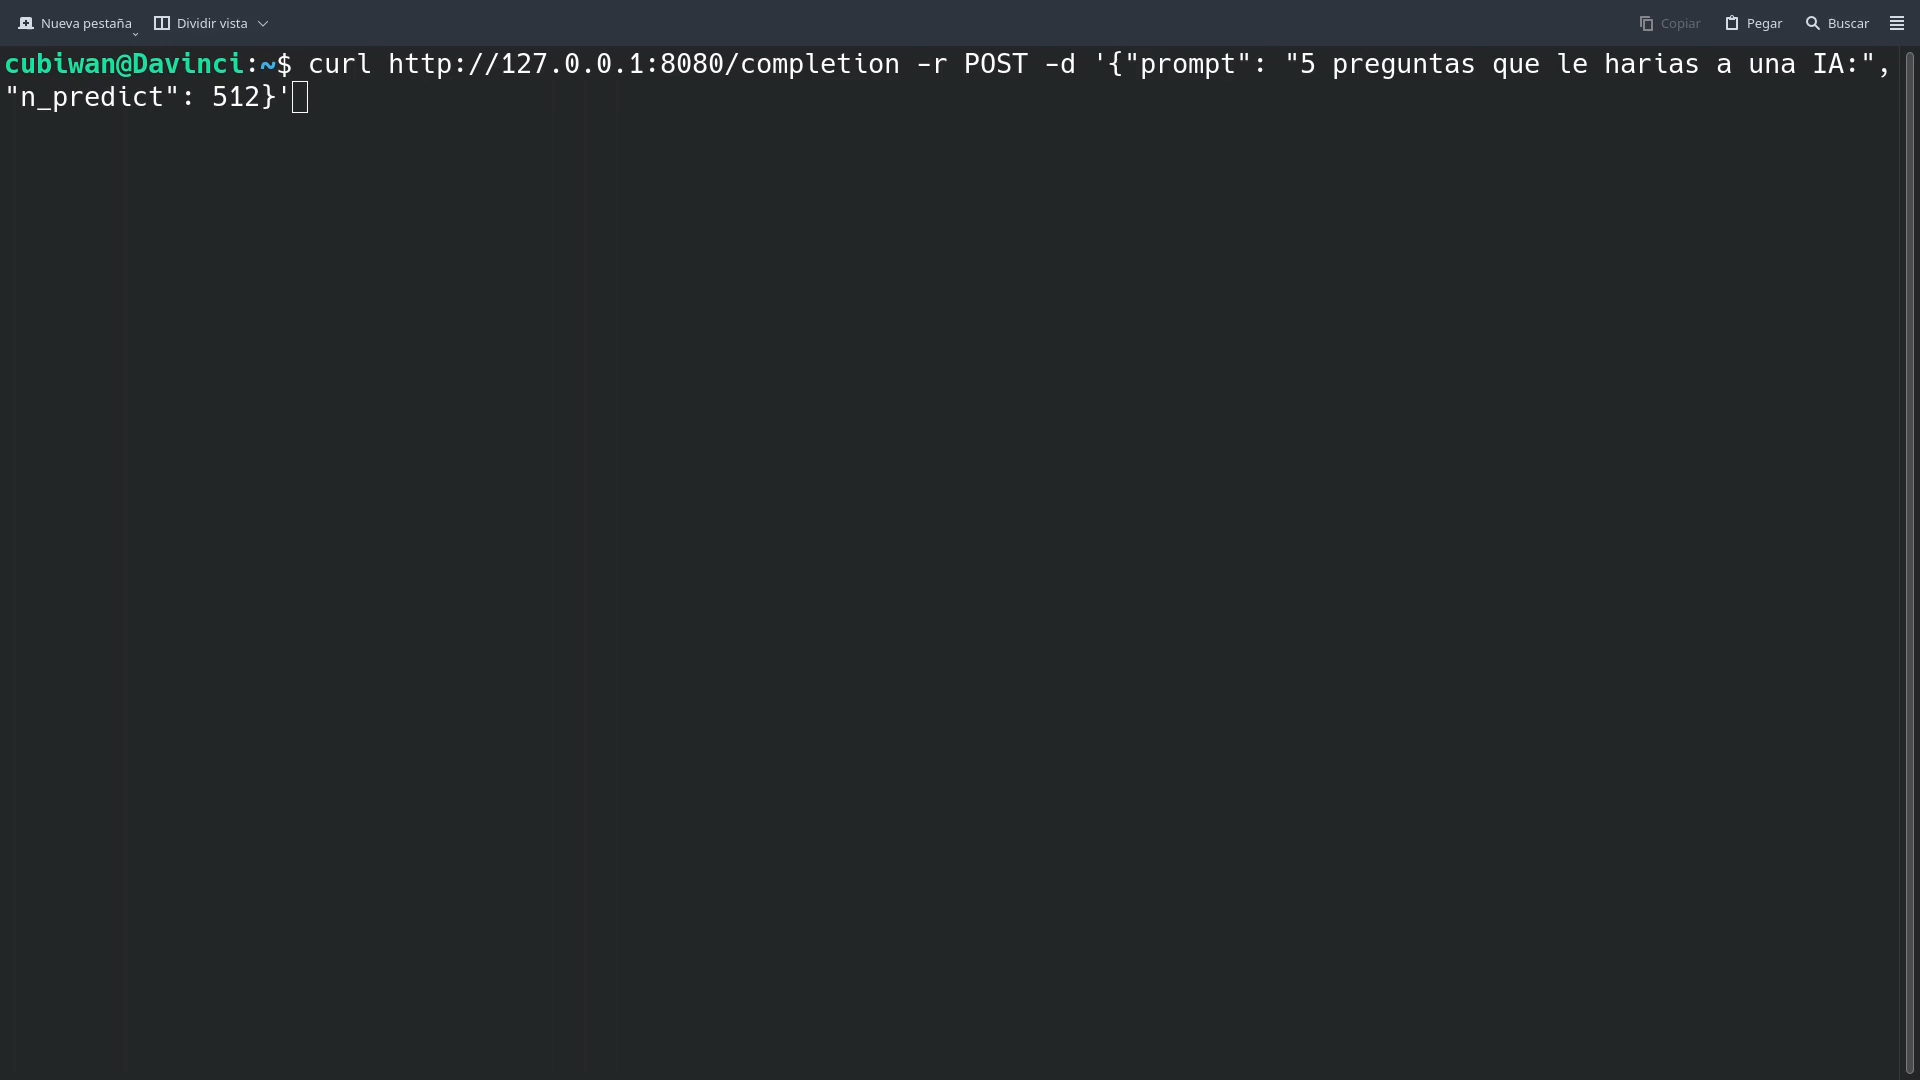 Nueva pestaña Dividir vista Copiar Pegar Buscar
cubiwan@Davinci:~$ curl http://127.0.0.1:8080/completion -r POST -d '{"prompt": "5 preguntas que le harias a una IA:",
"n_predict": 512}'